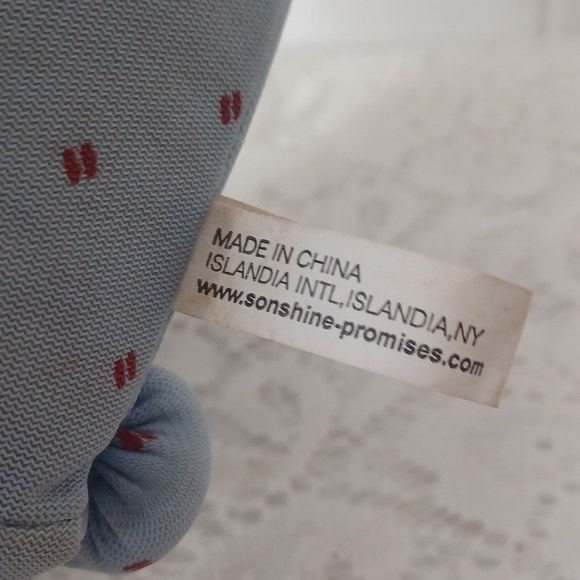 MADE IN CHINA
ISLANDIA INTL,ISLANDIA,NY
www.sonshine-promises.com